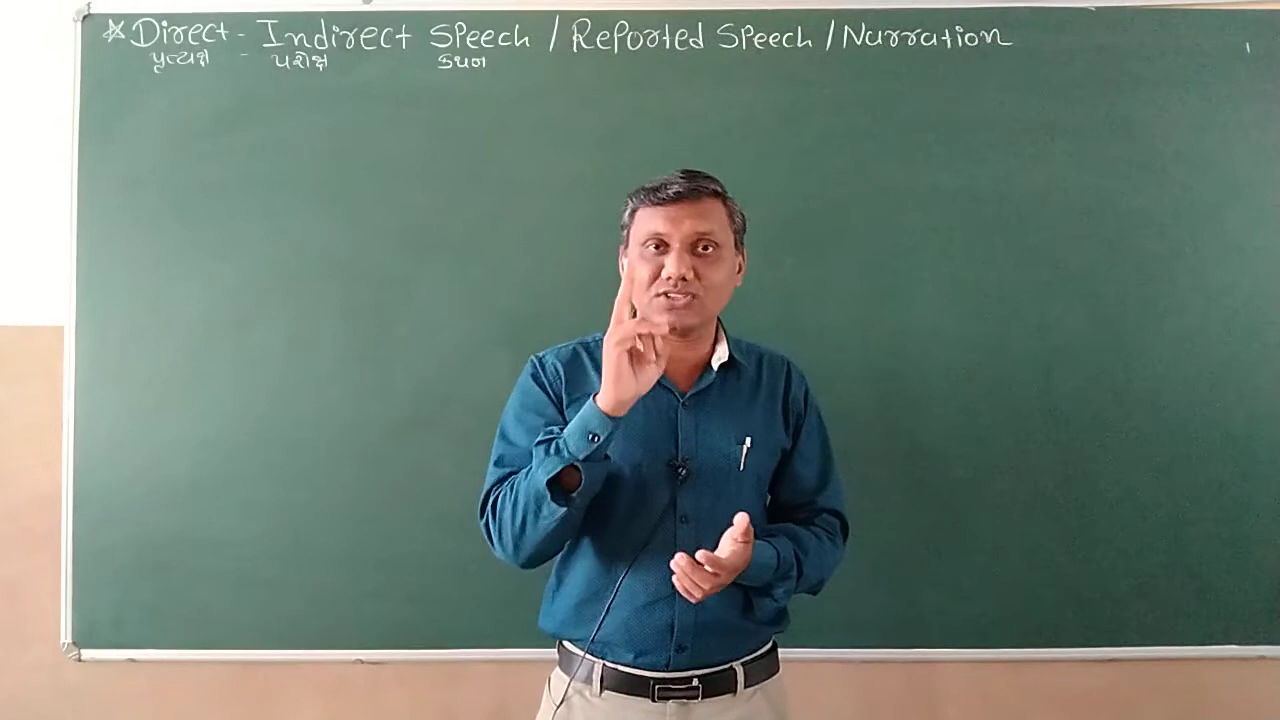 ☆ Direct - Indirect Speech / Reported Speech / Narration
પ્રત્યક્ષ - પરોક્ષ કથન